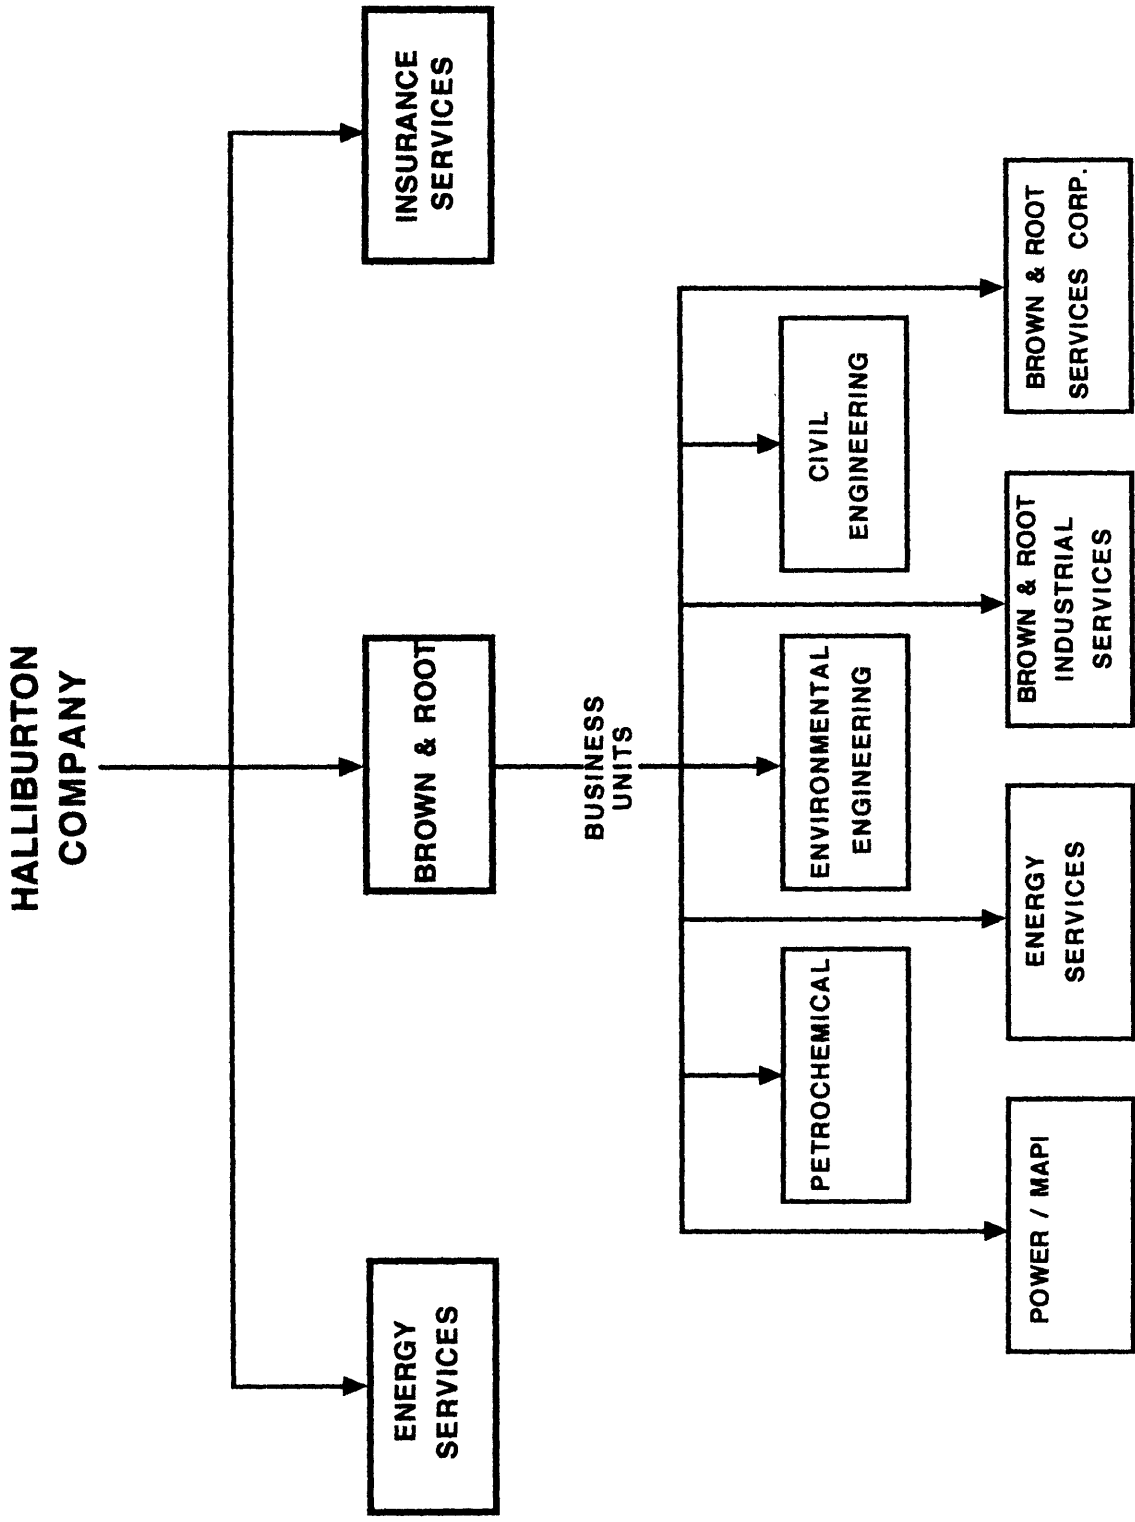 HALLIBURTON
COMPANY
ENERGY
SERVICES
BROWN & ROOT
INSURANCE
SERVICES
BUSINESS
UNITS
PETROCHEMICAL
ENVIRONMENTAL
ENGINEERING
CIVIL
ENGINEERING
POWER / MAPI
ENERGY
SERVICES
BROWN & ROOT
INDUSTRIAL
SERVICES
BROWN & ROOT
SERVICES CORP.